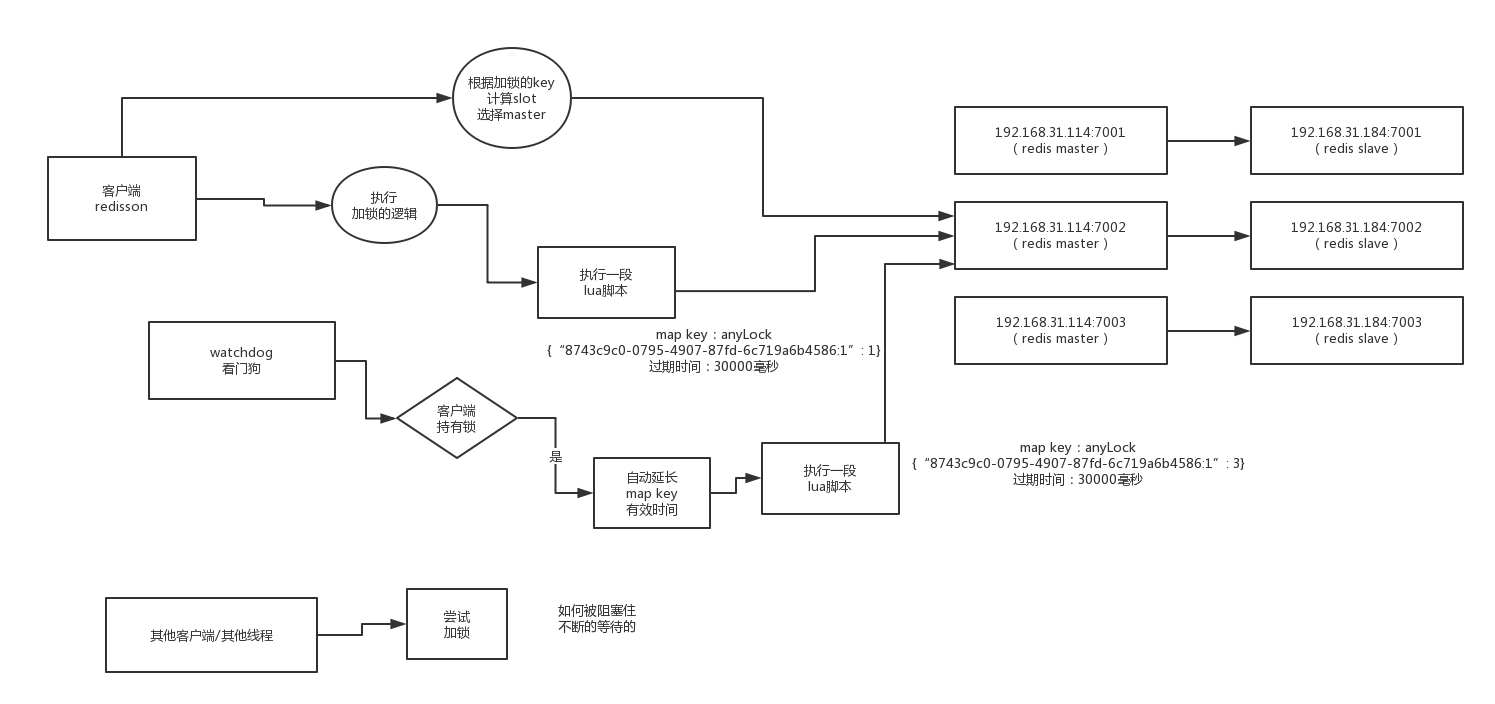 根据加锁的key
计算slot
选择master
客户端
redisson
执行
加锁的逻辑
执行一段
lua脚本
map key：anyLock
{“8743c9c0-0795-4907-87fd-6c719a6b4586:1”: 1}
过期时间：30000毫秒
192.168.31.114:7001
（redis master）
192.168.31.184:7001
（redis slave）
192.168.31.114:7002
（redis master）
192.168.31.184:7002
（redis slave）
192.168.31.114:7003
（redis master）
192.168.31.184:7003
（redis slave）
watchdog
看门狗
客户端
持有锁
是
自动延长
map key
有效时间
执行一段
lua脚本
map key：anyLock
{“8743c9c0-0795-4907-87fd-6c719a6b4586:1”: 3}
过期时间：30000毫秒
其他客户端/其他线程
尝试
加锁
如何被阻塞住
不断的等待的